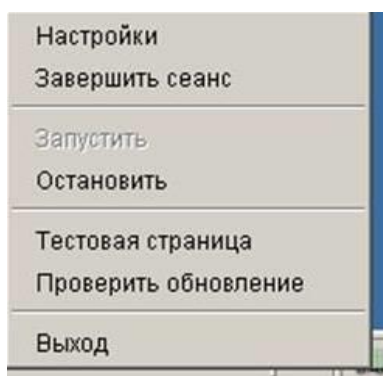 Настройки
Завершить сеанс
Запустить
Остановить
Тестовая страница
Проверить обновление
Выход